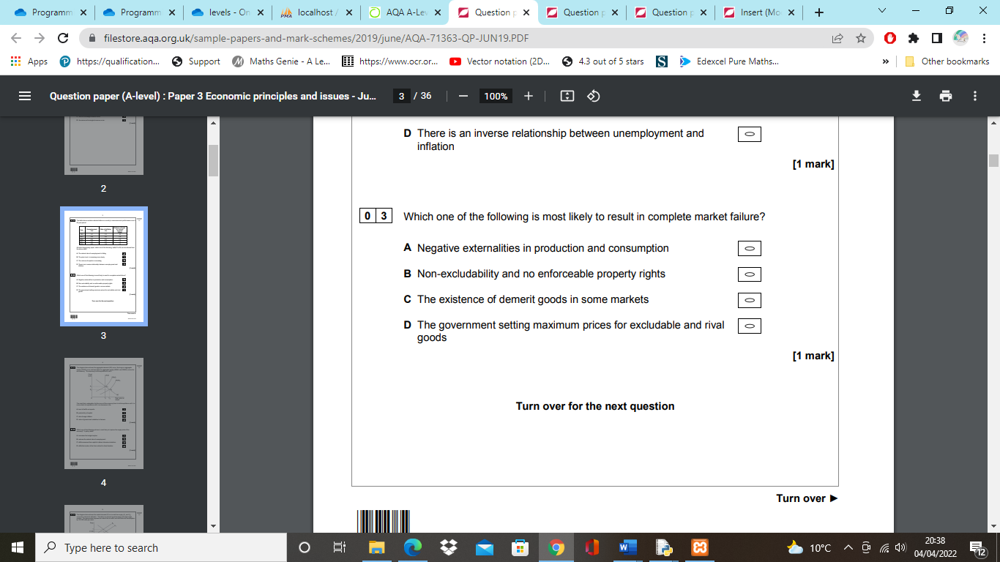 Programm
Programm
levels - On
localhost /
AQA A-Lev
Question p
Question p
Question p
Insert (Mo
filestore.aqa.org.uk/sample-papers-and-mark-schemes/2019/june/AQA-71363-QP-JUN19.PDF
Apps
https://qualification...
Support
Maths Genie - A Le...
https://www.ocr.or...
Vector notation (2D...
4.3 out of 5 stars
Edexcel Pure Maths...
»
Other bookmarks
Question paper (A-level) : Paper 3 Economic principles and issues - Ju...
3 / 36
100%
2
3
4
D There is an inverse relationship between unemployment and
inflation
[1 mark]
0 3 Which one of the following is most likely to result in complete market failure?
A Negative externalities in production and consumption
B Non-excludability and no enforceable property rights
C The existence of demerit goods in some markets
D The government setting maximum prices for excludable and rival
goods
[1 mark]
Turn over for the next question
Turn over ►
Type here to search
10°C
20:38
04/04/2022
12